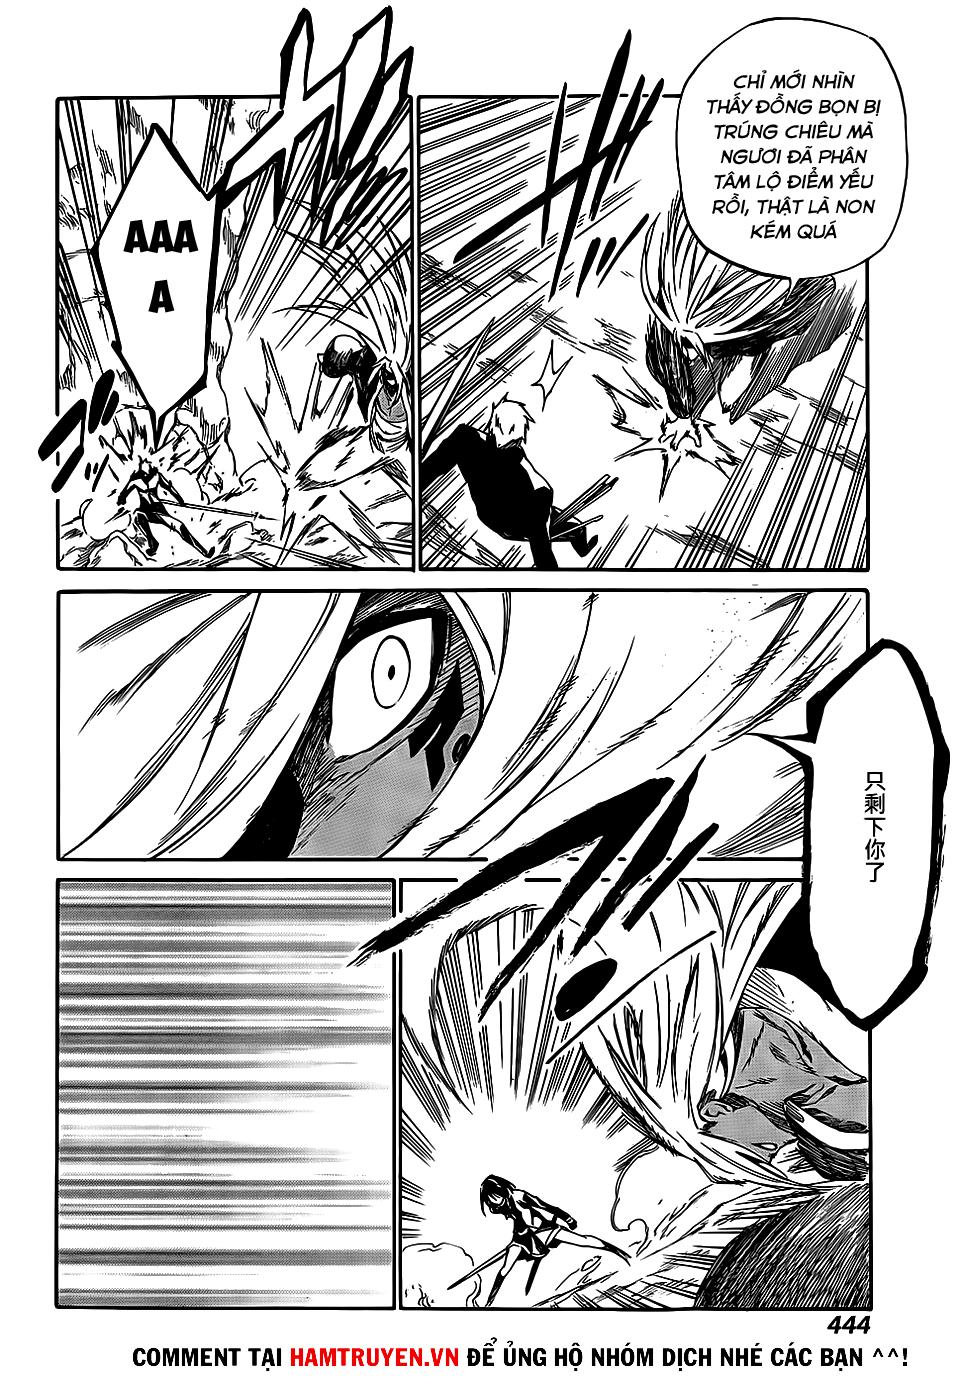 CHỈ MỚI NHÌN
THẤY ĐỒNG BỌN BỊ
TRÚNG CHIÊU MÀ
NGƯƠI ĐÃ PHÂN
TÂM LỘ ĐIỂM YẾU
RỒI, THẬT LÀ NON
KÉM QUÁ
AAA
A
只剩下你了
444
COMMENT TẠI HAMTRUYEN.VN ĐỂ ỦNG HỘ NHÓM DỊCH NHÉ CÁC BẠN ^^!